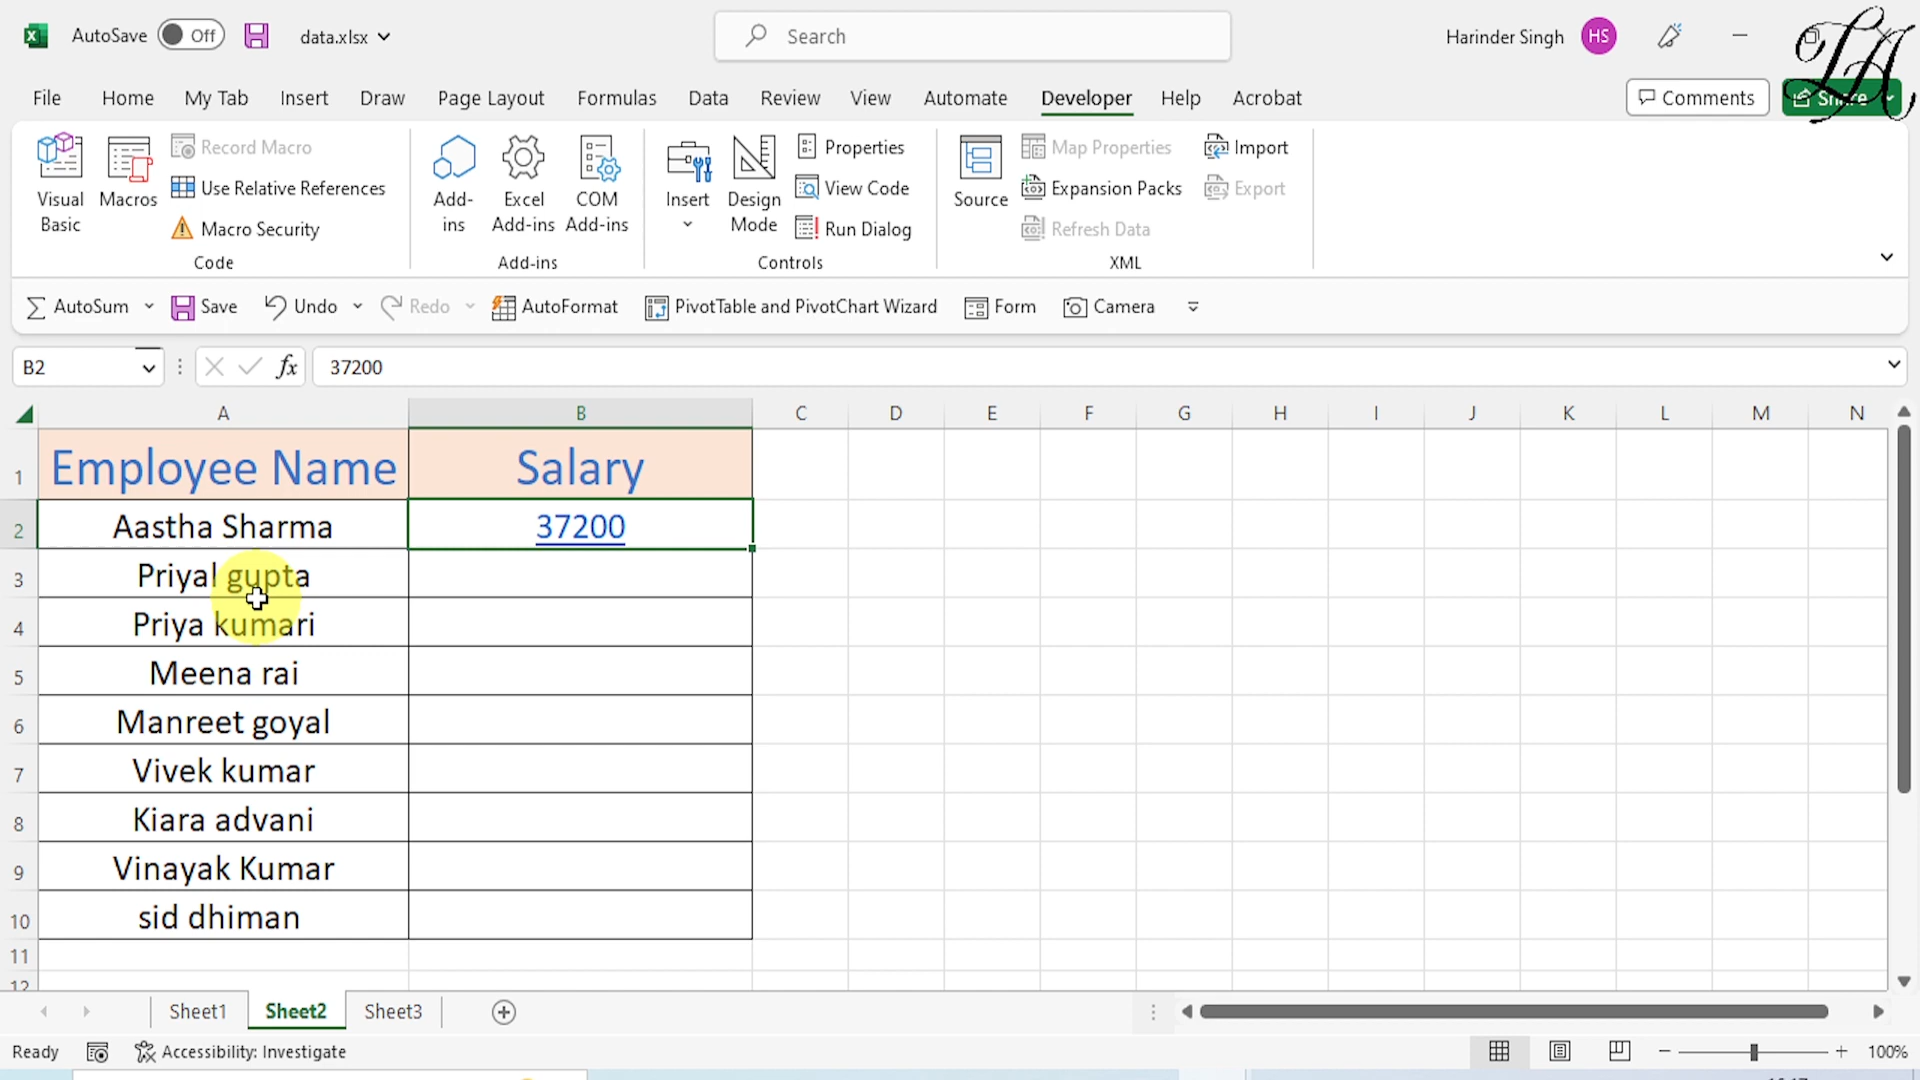 AutoSave Off data.xlsx Search Harinder Singh HS LA
File Home My Tab Insert Draw Page Layout Formulas Data Review View Automate Developer Help Acrobat Comments Share
Visual Basic
Macros
Record Macro
Use Relative References
Macro Security
Code
Add-ins
Excel Add-ins
COM Add-ins
Add-ins
Insert
Design Mode
Properties
View Code
Run Dialog
Controls
Source
Map Properties
Expansion Packs
Refresh Data
Import
Export
XML
AutoSum Save Undo Redo AutoFormat PivotTable and PivotChart Wizard Form Camera
B2 fx 37200
A B C D E F G H I J K L M N
1 Employee Name Salary
2 Aastha Sharma 37200
3 Priyal gupta
4 Priya kumari
5 Meena rai
6 Manreet goyal
7 Vivek kumar
8 Kiara advani
9 Vinayak Kumar
10 sid dhiman
11
12
Sheet1 Sheet2 Sheet3
Ready Accessibility: Investigate 100%